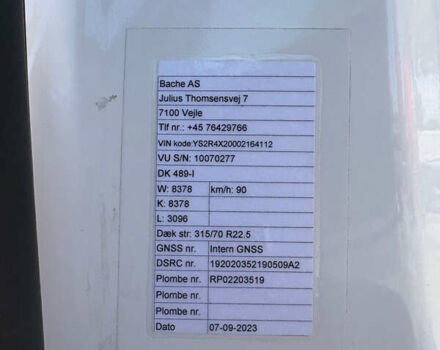 Bache AS
Julius Thomsensvej 7
7100 Vejle
Tlf nr.: +45 76429766
VIN kode:YS2R4X20002164112
VU S/N: 10070277
DK 489-I
W: 8378 km/h: 90
K: 8378
L: 3096
Dæk str: 315/70 R22.5
GNSS nr. Intern GNSS
DSRC nr. 192020352190509A2
Plombe nr. RP02203519
Plombe nr.
Plombe nr.
Dato 07-09-2023